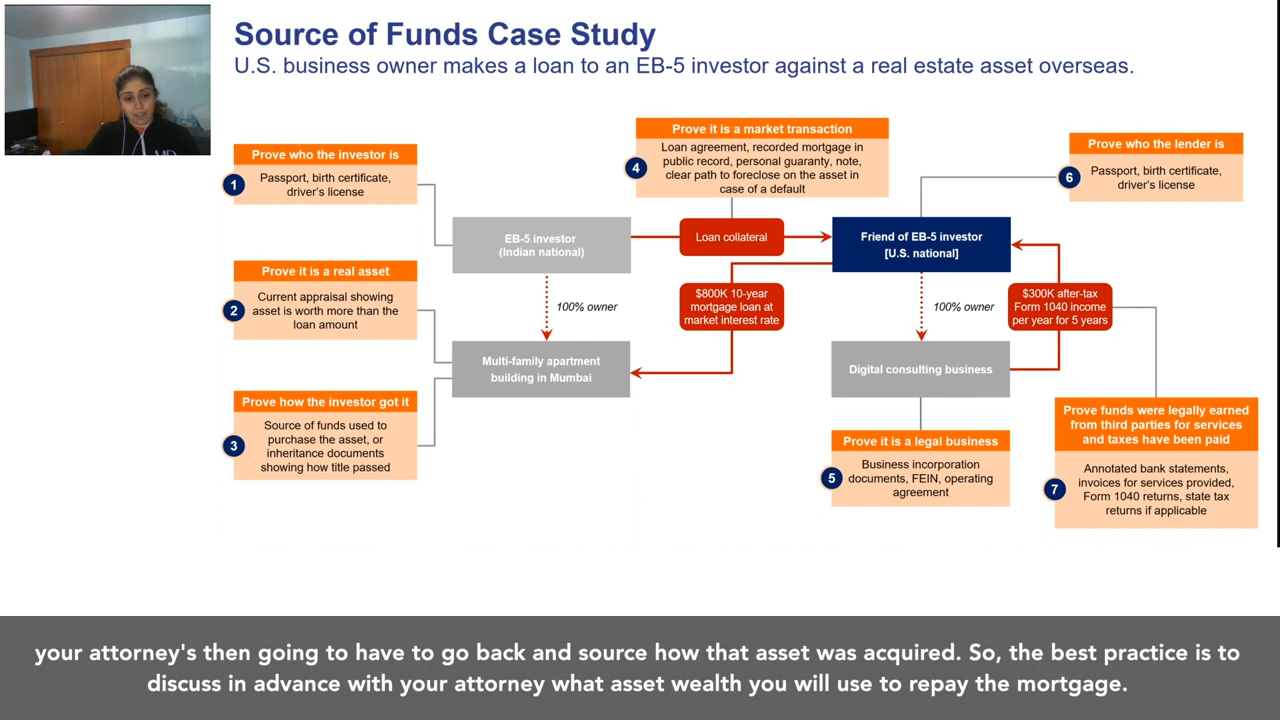 Source of Funds Case Study
U.S. business owner makes a loan to an EB-5 investor against a real estate asset overseas.
Prove who the investor is
1
Passport, birth certificate,
driver's license
Prove it is a real asset
2
Current appraisal showing
asset is worth more than the
loan amount
Prove how the investor got it
3
Source of funds used to
purchase the asset, or
inheritance documents
showing how title passed
EB-5 investor
(Indian national)
100% owner
Multi-family apartment
building in Mumbai
Prove it is a market transaction
4
Loan agreement, recorded mortgage in
public record, personal guaranty, note,
clear path to foreclose on the asset in
case of a default
Loan collateral
$800K 10-year
mortgage loan at
market interest rate
Friend of EB-5 investor
[U.S. national]
100% owner
Digital consulting business
Prove it is a legal business
5
Business incorporation
documents, FEIN, operating
agreement
Prove who the lender is
6
Passport, birth certificate,
driver's license
$300K after-tax
Form 1040 income
per year for 5 years
Prove funds were legally earned
from third parties for services
and taxes have been paid
7
Annotated bank statements,
invoices for services provided,
Form 1040 returns, state tax
returns if applicable
your attorney's then going to have to go back and source how that asset was acquired. So, the best practice is to
discuss in advance with your attorney what asset wealth you will use to repay the mortgage.